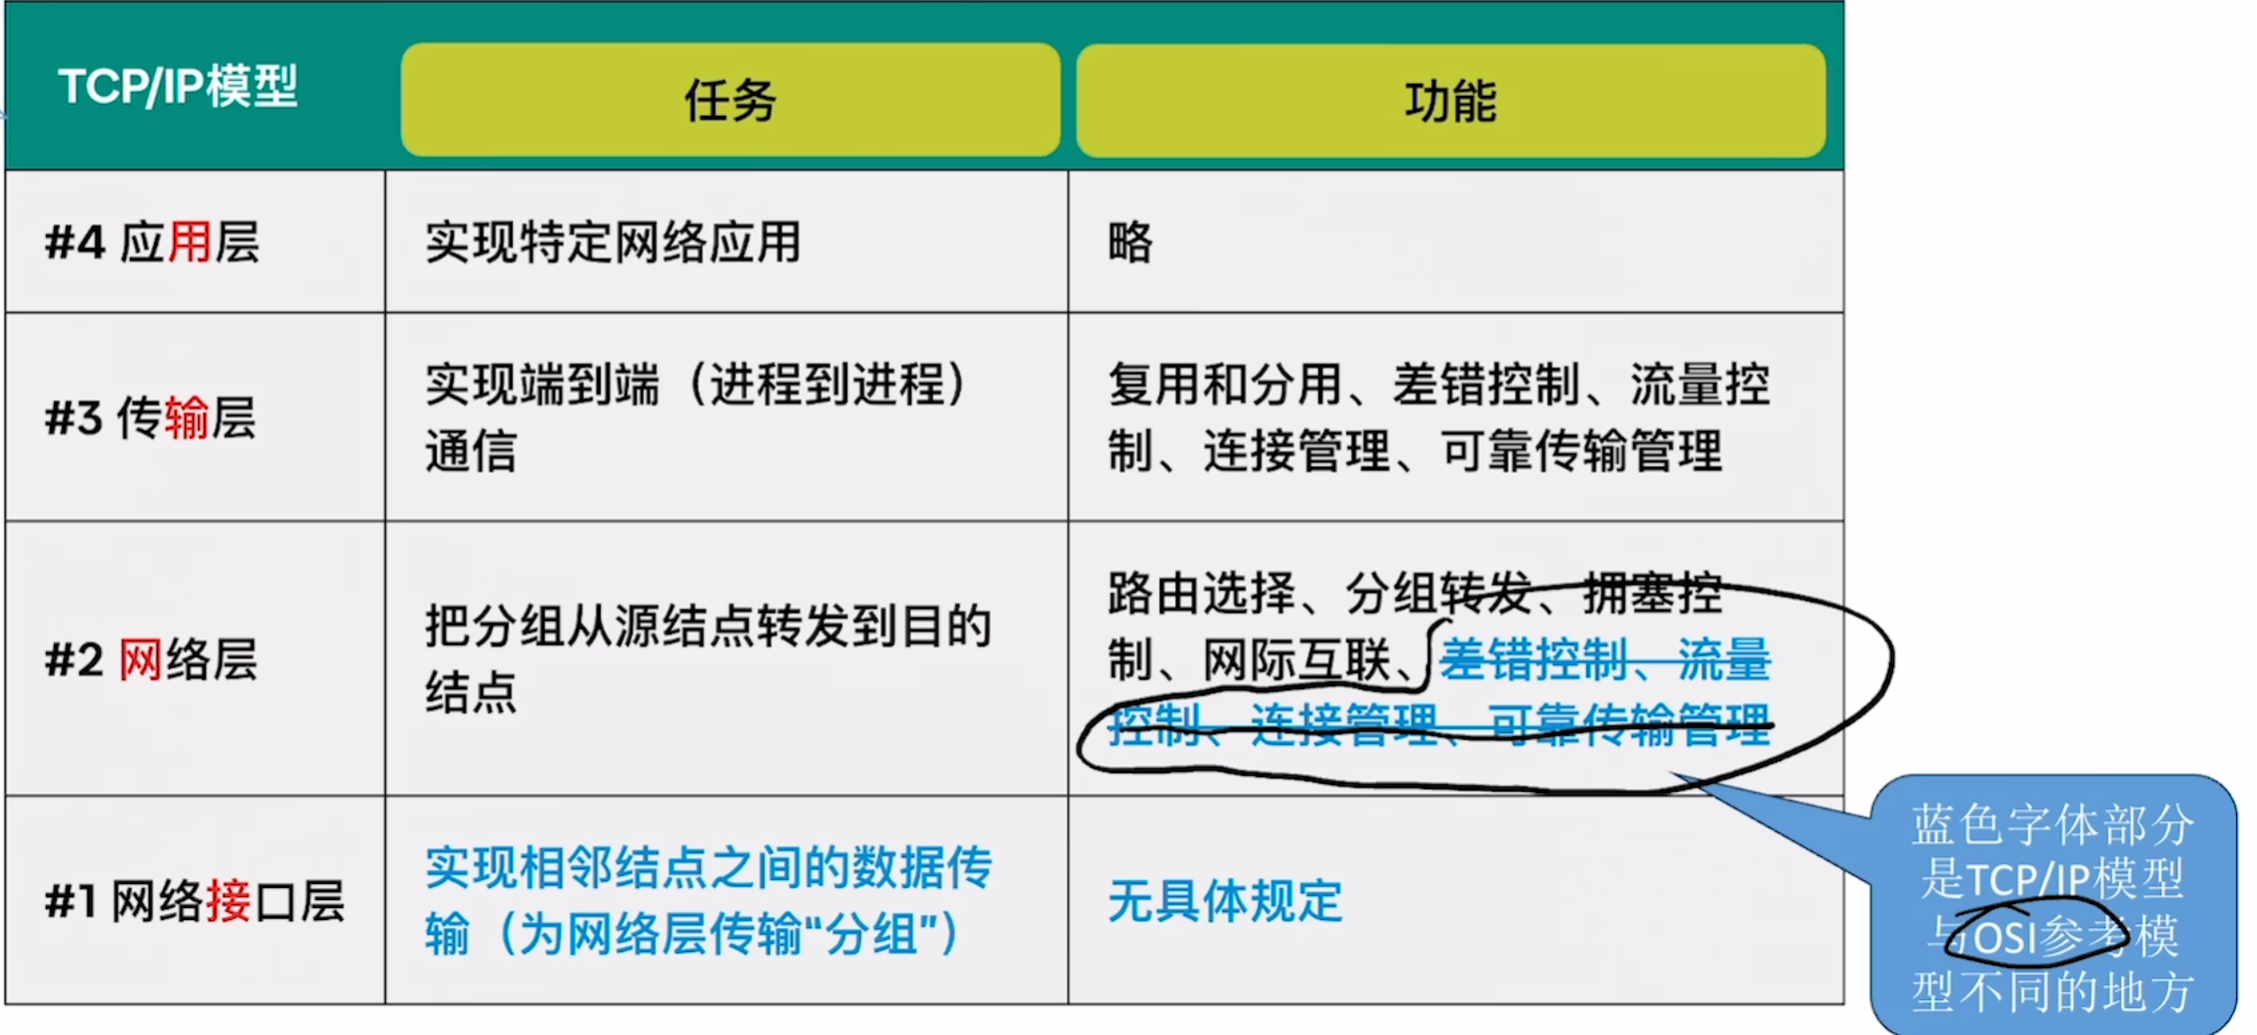 TCP/IP模型
任务
功能
#4 应用层
实现特定网络应用
略
#3 传输层
实现端到端（进程到进程）
通信
复用和分用、差错控制、流量控
制、连接管理、可靠传输管理
#2 网络层
把分组从源结点转发到目的
结点
路由选择、分组转发、拥塞控
制、网际互联、差错控制、流量
控制、连接管理、可靠传输管理
#1 网络接口层
实现相邻结点之间的数据传
输（为网络层传输“分组”）
无具体规定
蓝色字体部分
是TCP/IP模型
与OSI参考模
型不同的地方